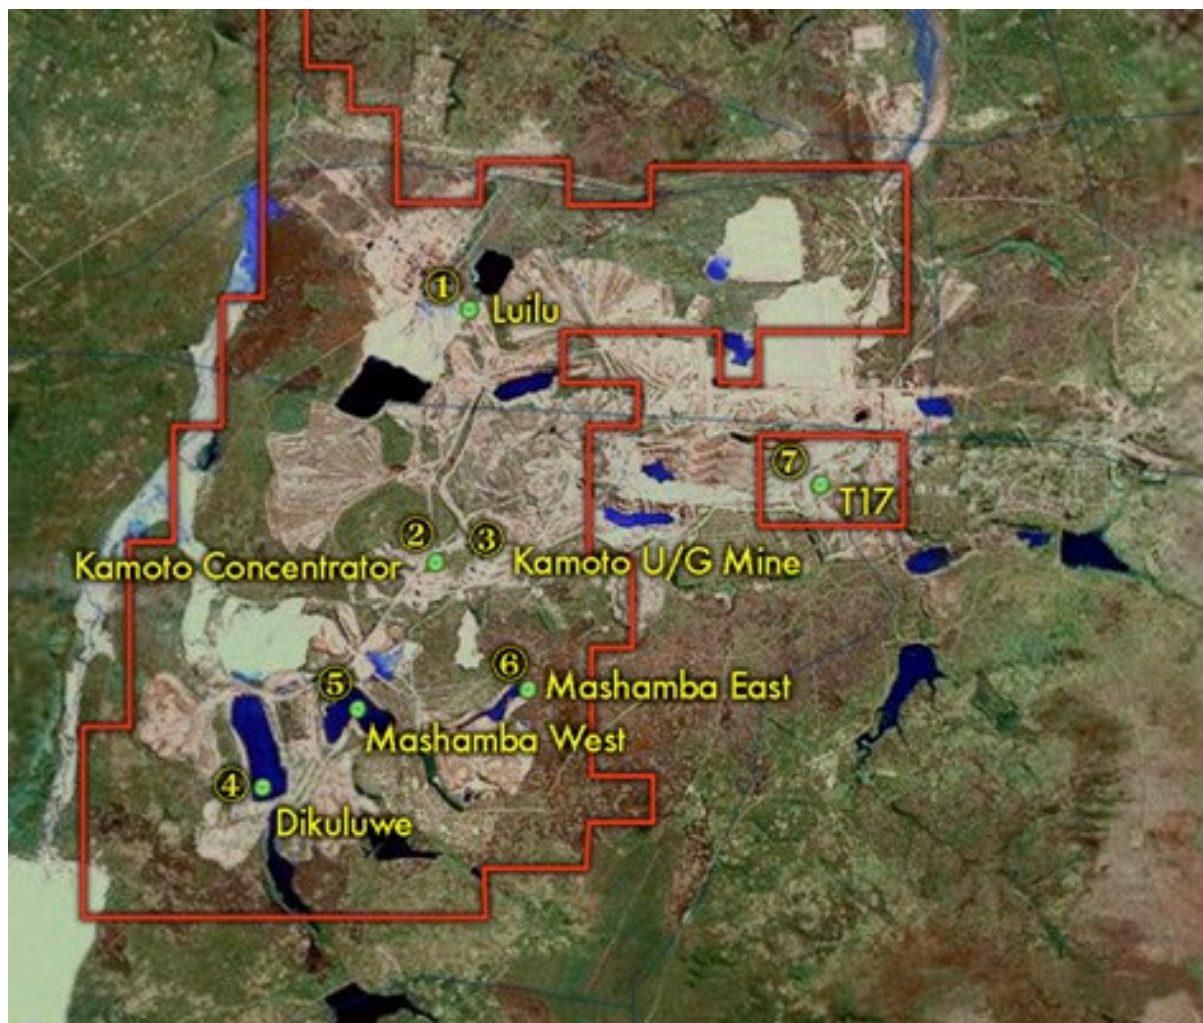 ① Luilu
⑦ T17
② Kamoto Concentrator
③ Kamoto U/G Mine
⑥ Mashamba East
⑤ Mashamba West
④ Dikuluwe